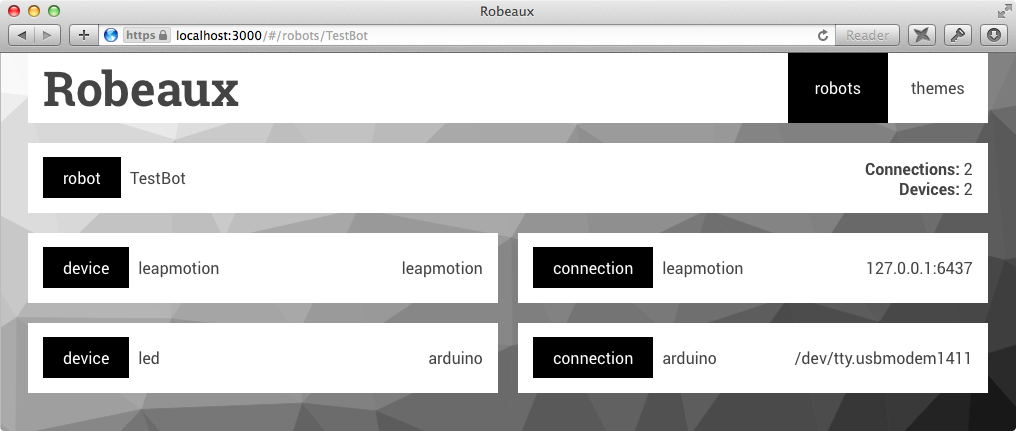 Robeaux
https localhost:3000/#/robots/TestBot
Reader
Robeaux
robots
themes
robot
TestBot
Connections: 2
Devices: 2
device leapmotion leapmotion
connection leapmotion 127.0.0.1:6437
device led arduino
connection arduino /dev/tty.usbmodem1411